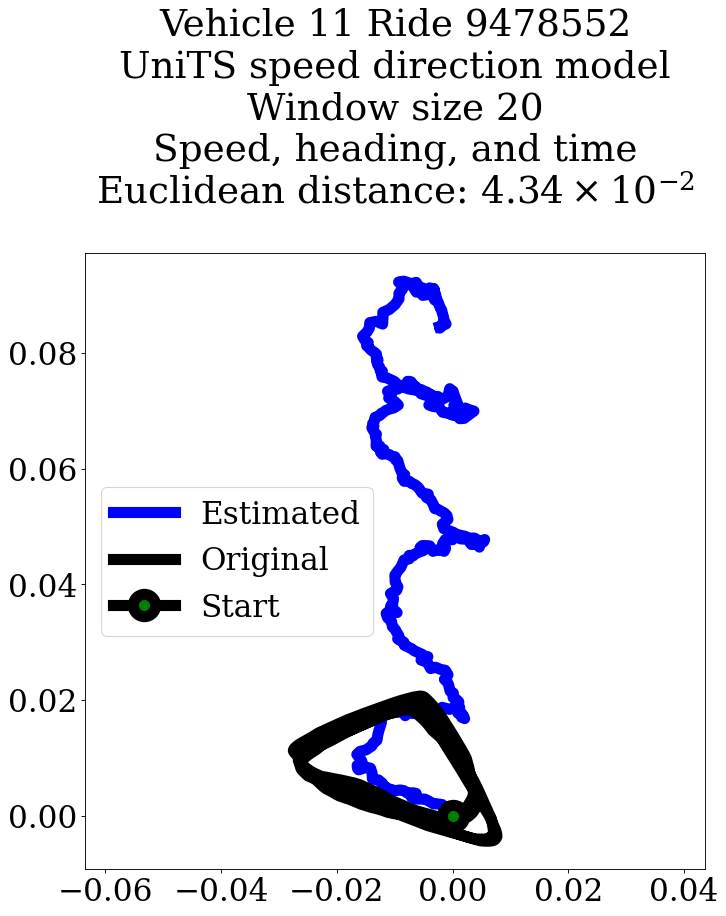 Vehicle 11 Ride 9478552
UniTS speed direction model
Window size 20
Speed, heading, and time
Euclidean distance: 4.34 × 10⁻²
0.08
0.06
0.04
0.02
0.00
Estimated
Original
Start
−0.06 −0.04 −0.02 0.00 0.02 0.04